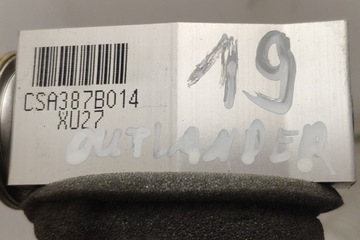 19
CSA387B014
XU27
OUTLANDER